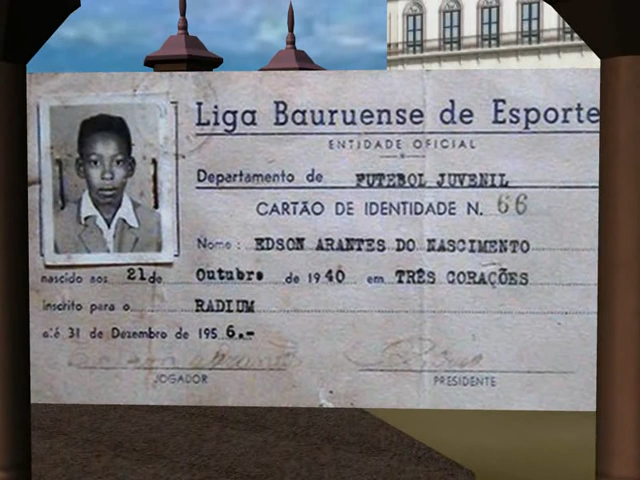 Liga Bauruense de Esporte
ENTIDADE OFICIAL
Departamento de FUTEBOL JUVENIL
CARTÃO DE IDENTIDADE N. 66
Nome: EDSON ARANTES DO NASCIMENTO
nascido aos 21 de Outubro de 1940 em TRÊS CORAÇÕES
inscrito para o RADIUM
até 31 de Dezembro de 1956.-
JOGADOR PRESIDENTE